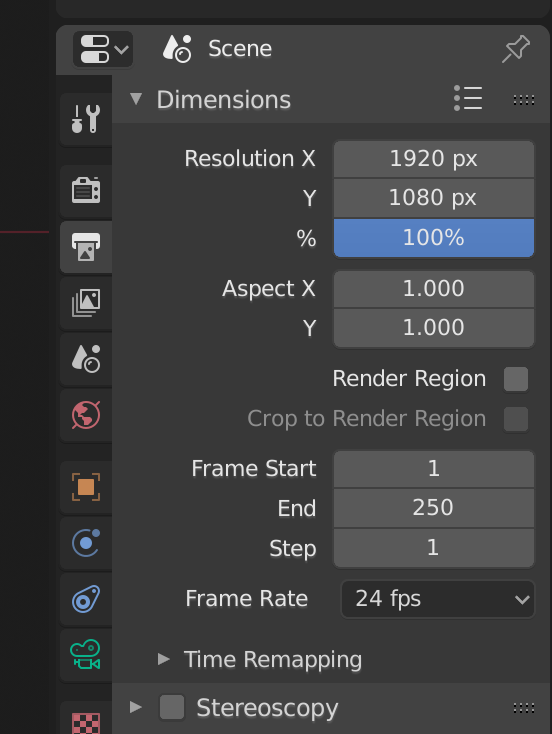 Scene
Dimensions
Resolution X 1920 px
Y 1080 px
% 100%
Aspect X 1.000
Y 1.000
Render Region
Crop to Render Region
Frame Start 1
End 250
Step 1
Frame Rate 24 fps
Time Remapping
Stereoscopy